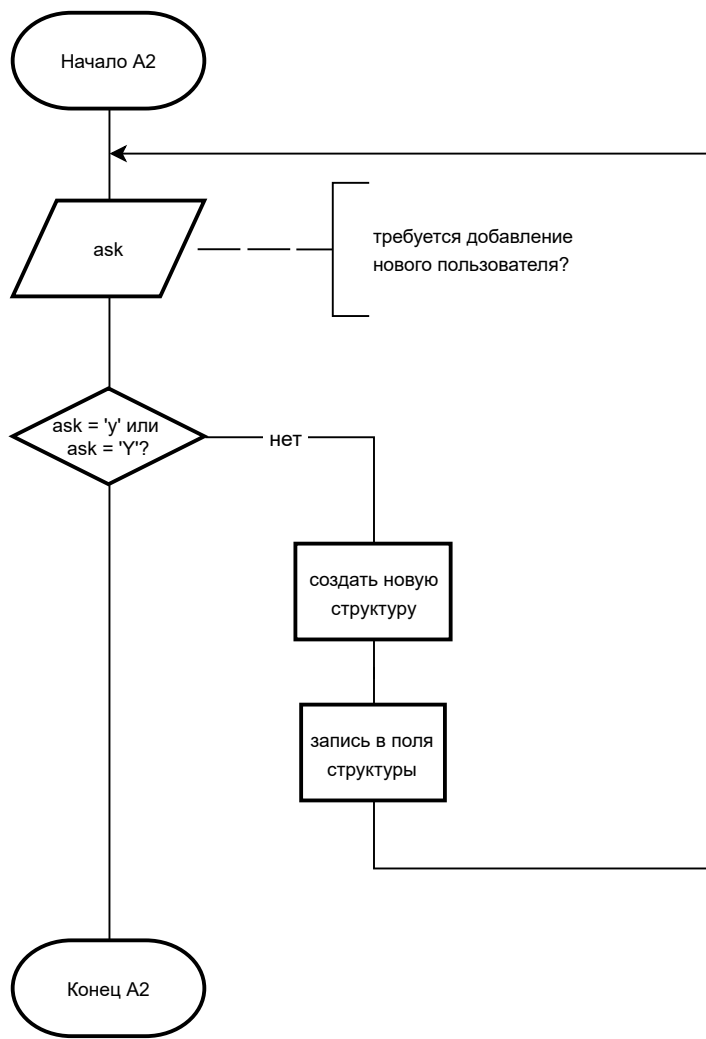 Начало А2
ask
требуется добавление
нового пользователя?
ask = 'y' или
ask = 'Y'?
нет
создать новую
структуру
запись в поля
структуры
Конец А2